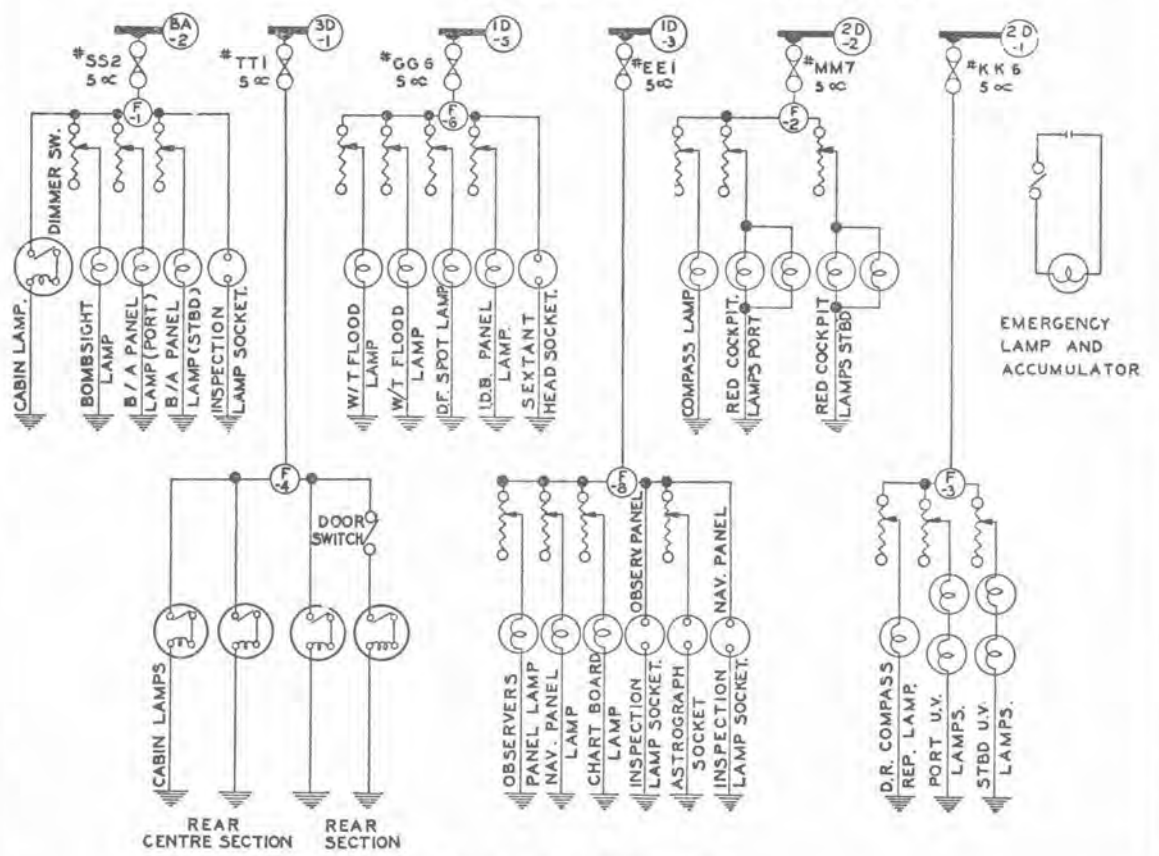 BA
-2
3D
-1
1D
-5
1D
-3
2D
-2
2D
-1
#SS2
5 ∝
#TT1
5 ∝
#GG6
5 ∝
#EE1
5 ∝
#MM7
5 ∝
#KK6
5 ∝
F
-1
F
-6
F
-2
DIMMER SW.
CABIN LAMP.
BOMBSIGHT
LAMP
B/A PANEL
LAMP (PORT)
B/A PANEL
LAMP (STBD)
INSPECTION
LAMP SOCKET.
W/T FLOOD
LAMP
W/T FLOOD
LAMP
D.F. SPOT LAMP
I.D.B. PANEL
LAMP.
SEXTANT
HEAD SOCKET.
COMPASS LAMP
RED COCKPIT.
LAMPS PORT
RED COCKPIT
LAMPS STBD
EMERGENCY
LAMP AND
ACCUMULATOR
F
-4
DOOR
SWITCH
CABIN LAMPS
REAR
CENTRE SECTION
REAR
SECTION
F
-8
OBSERV. PANEL
NAV. PANEL
OBSERVERS
PANEL LAMP
NAV. PANEL
LAMP
CHART BOARD
LAMP
INSPECTION
LAMP SOCKET.
ASTROGRAPH
SOCKET
INSPECTION
LAMP SOCKET.
F
-3
D.R. COMPASS
REP. LAMP.
PORT U.V.
LAMPS.
STBD U.V.
LAMPS.